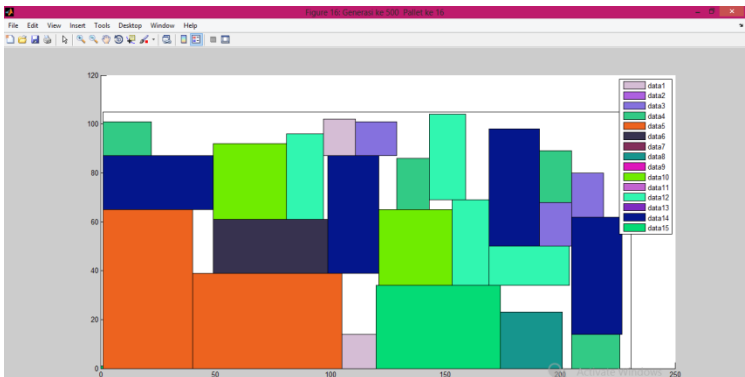 Figure 16: Generasi ke 500 Pallet ke 16
File Edit View Insert Tools Desktop Window Help
120
100
80
60
40
20
0
0 50 100 150 200 250
data1
data2
data3
data4
data5
data6
data7
data8
data9
data10
data11
data12
data13
data14
data15
Activate Windows